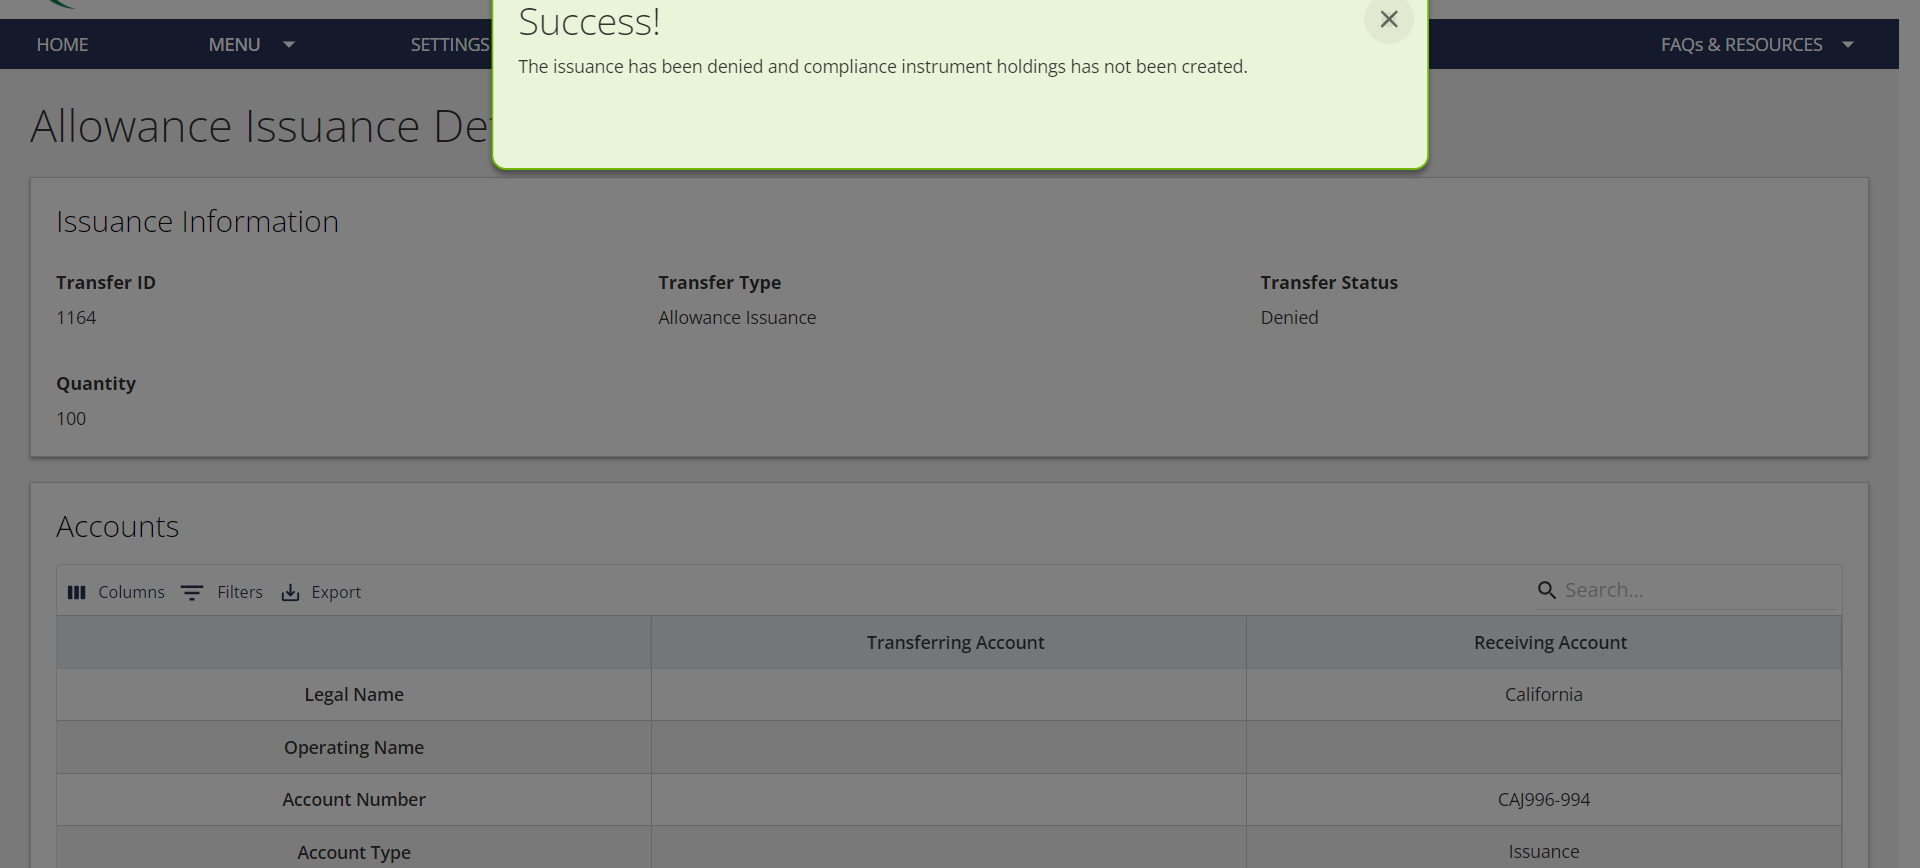 Success!
The issuance has been denied and compliance instrument holdings has not been created.
HOME MENU SETTINGS FAQs & RESOURCES
Allowance Issuance
Issuance Information
Transfer ID Transfer Type Transfer Status
1164 Allowance Issuance Denied
Quantity
100
Accounts
Columns Filters Export Search...
Transferring Account Receiving Account
Legal Name California
Operating Name
Account Number CAJ996-994
Account Type Issuance